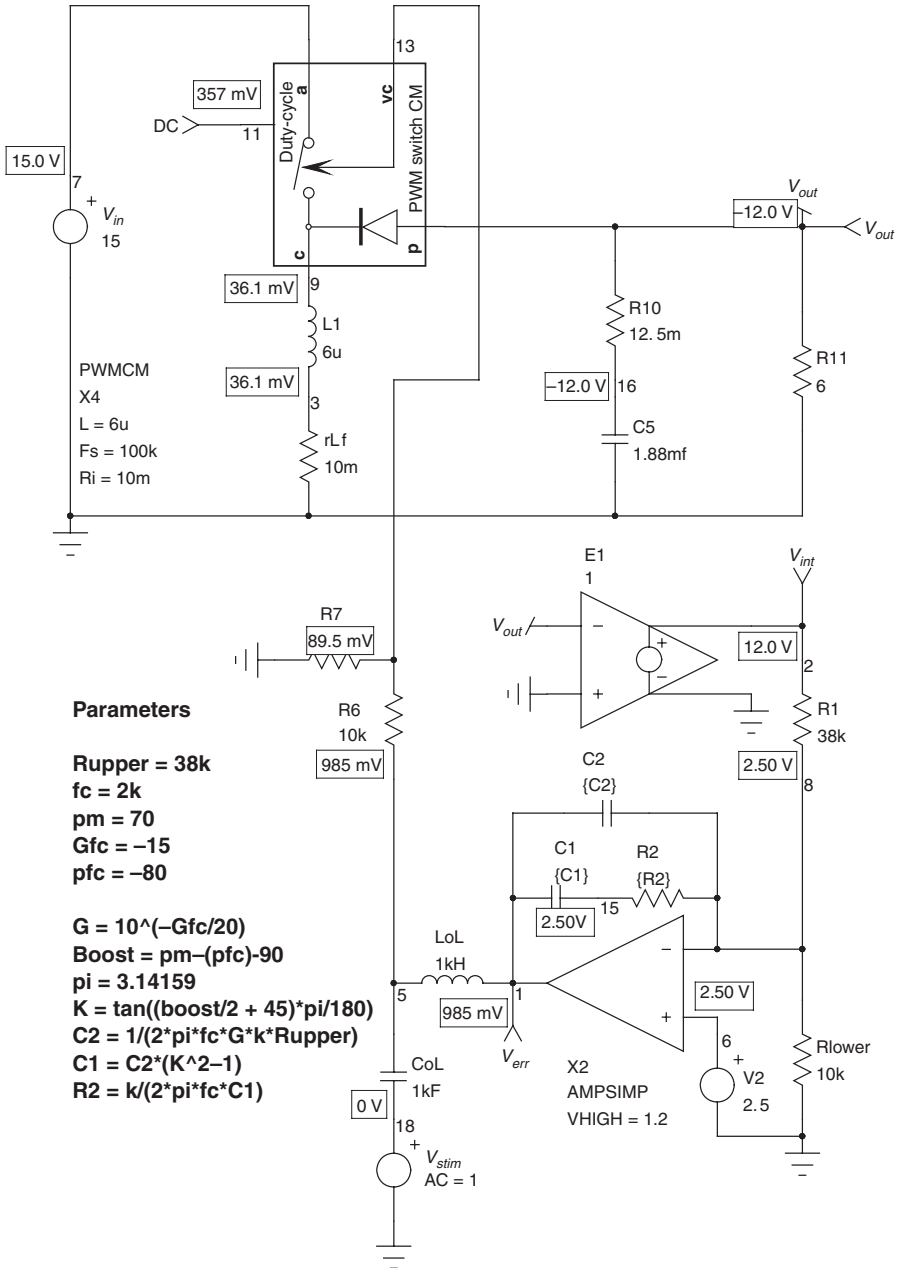 13
357 mV
DC
11
Duty-cycle
a
vc
PWM switch CM
p
c
15.0 V
7
+
Vin
15
Vout
–12.0 V
Vout
36.1 mV
9
L1
6u
R10
12. 5m
R11
6
36.1 mV
3
–12.0 V
16
PWMCM
X4
L = 6u
Fs = 100k
Ri = 10m
rLf
10m
C5
1.88mf
E1
1
Vint
R7
89.5 mV
Vout
–
+
+
–
12.0 V
2
R6
10k
985 mV
R1
38k
2.50 V
8
Parameters
Rupper = 38k
fc = 2k
pm = 70
Gfc = –15
pfc = –80
G = 10^(–Gfc/20)
Boost = pm–(pfc)-90
pi = 3.14159
K = tan((boost/2 + 45)*pi/180)
C2 = 1/(2*pi*fc*G*k*Rupper)
C1 = C2*(K^2–1)
R2 = k/(2*pi*fc*C1)
C2
{C2}
C1
{C1}
R2
{R2}
2.50V
15
LoL
1kH
5
1
985 mV
Verr
–
+
2.50 V
6
+
V2
2.5
Rlower
10k
X2
AMPSIMP
VHIGH = 1.2
CoL
1kF
0 V
18
+
Vstim
AC = 1